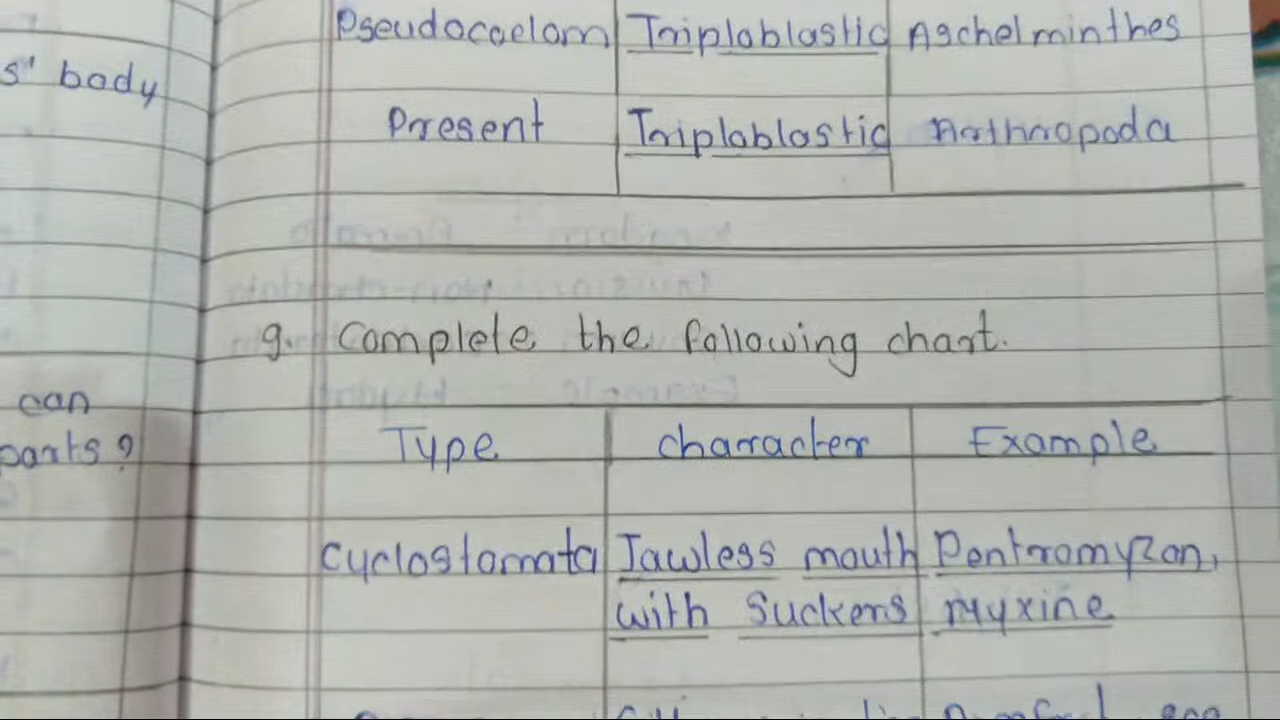 Pseudocoelom Triploblastic Aschelminthes
s' body
Present Triploblastic Arthropoda
9. Complete the following chart.
can
parts?
Type character Example
Cyclostomata Jawless mouth Pentromyzon,
with Suckers Myxine